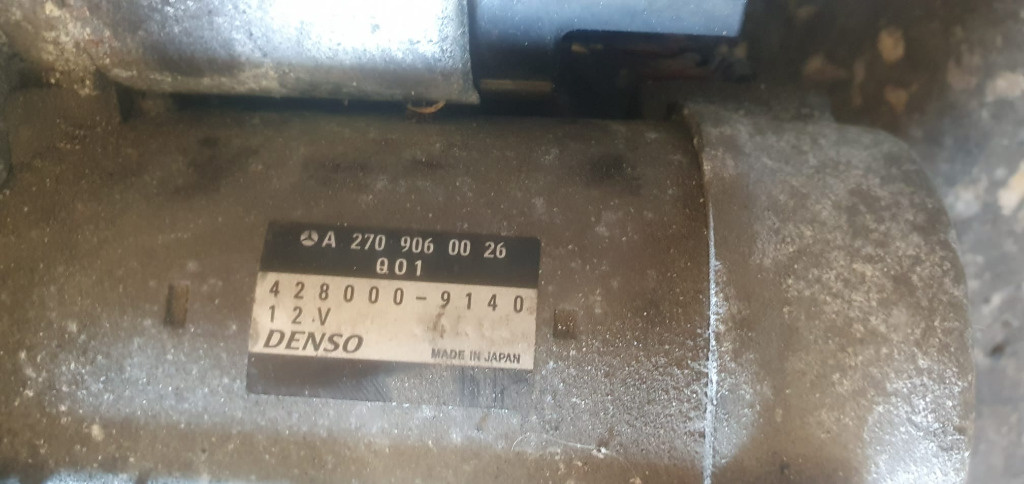 A 270 906 00 26
Q01
428000-9140
12V
DENSO
MADE IN JAPAN